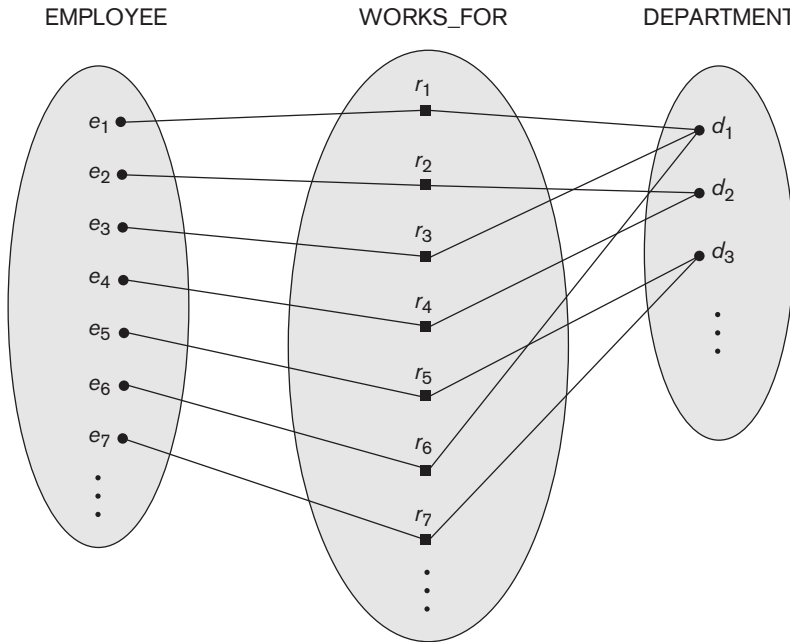 EMPLOYEE
WORKS_FOR
DEPARTMENT
e1
e2
e3
e4
e5
e6
e7
r1
r2
r3
r4
r5
r6
r7
d1
d2
d3